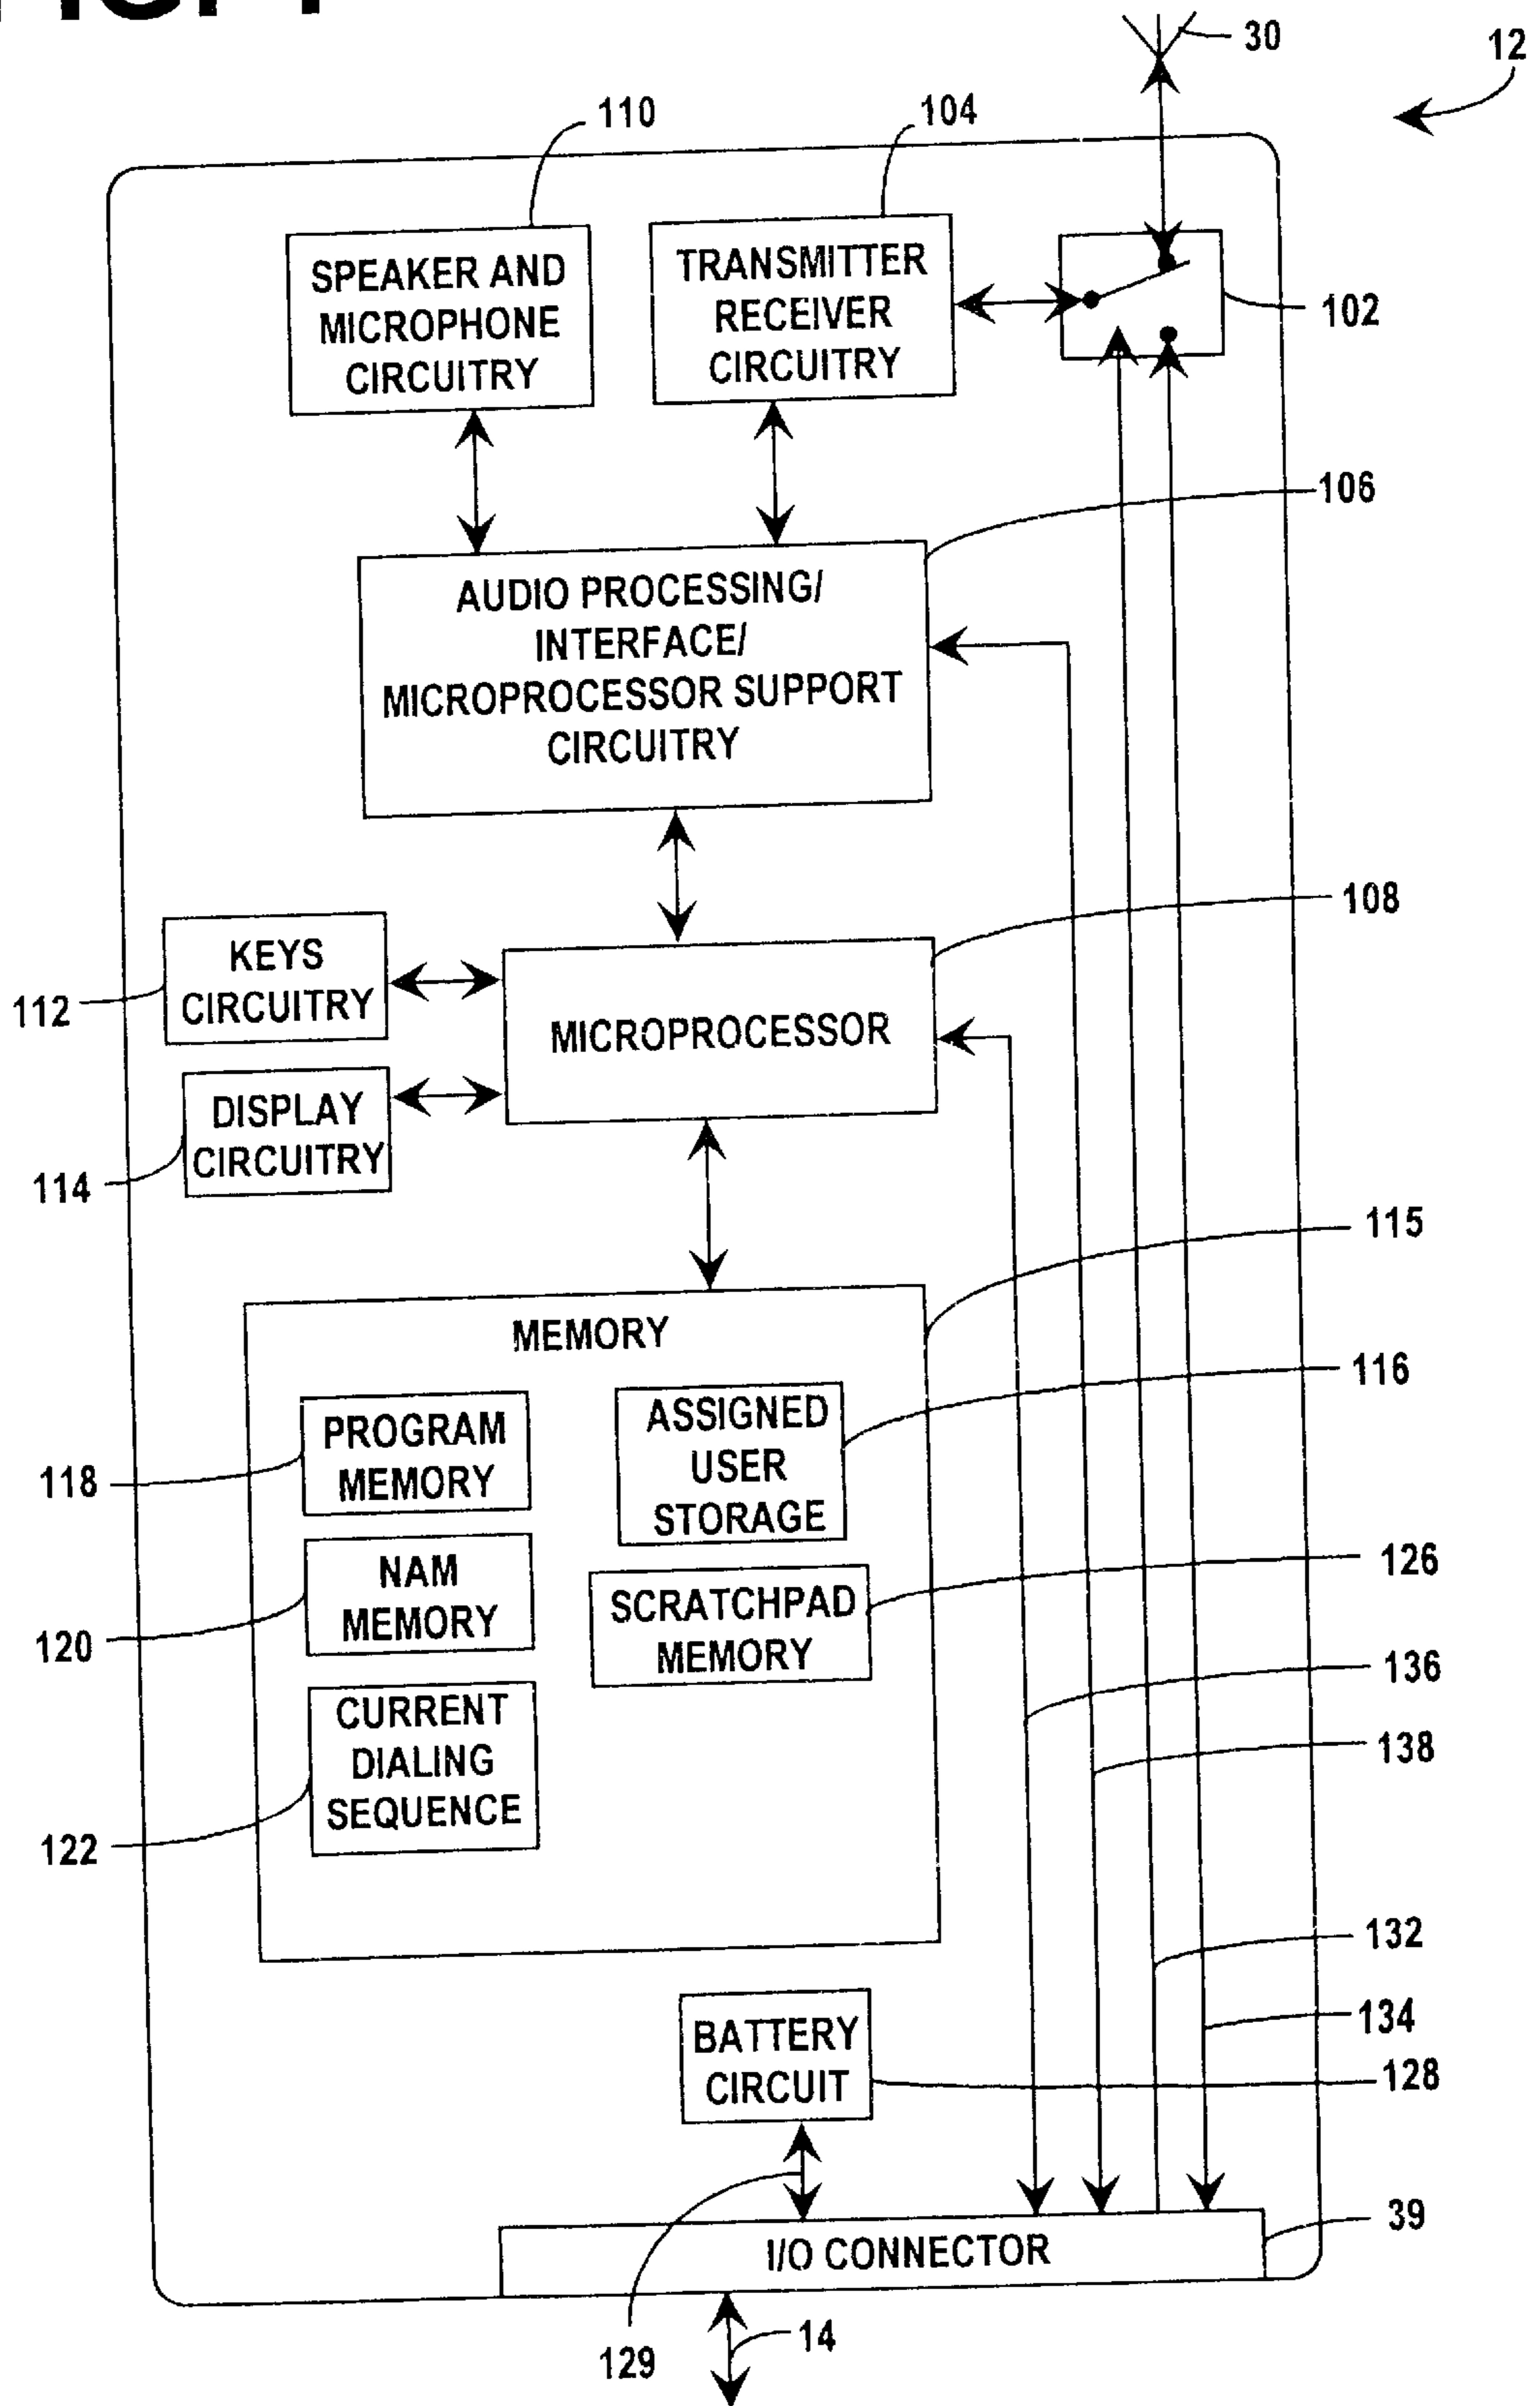 30
12
110
104
SPEAKER AND
MICROPHONE
CIRCUITRY
TRANSMITTER
RECEIVER
CIRCUITRY
102
106
AUDIO PROCESSING/
INTERFACE/
MICROPROCESSOR SUPPORT
CIRCUITRY
108
KEYS
CIRCUITRY
112
MICROPROCESSOR
DISPLAY
CIRCUITRY
114
115
MEMORY
116
PROGRAM
MEMORY
118
ASSIGNED
USER
STORAGE
126
NAM
MEMORY
120
SCRATCHPAD
MEMORY
136
CURRENT
DIALING
SEQUENCE
122
138
132
134
BATTERY
CIRCUIT
128
39
I/O CONNECTOR
129
14